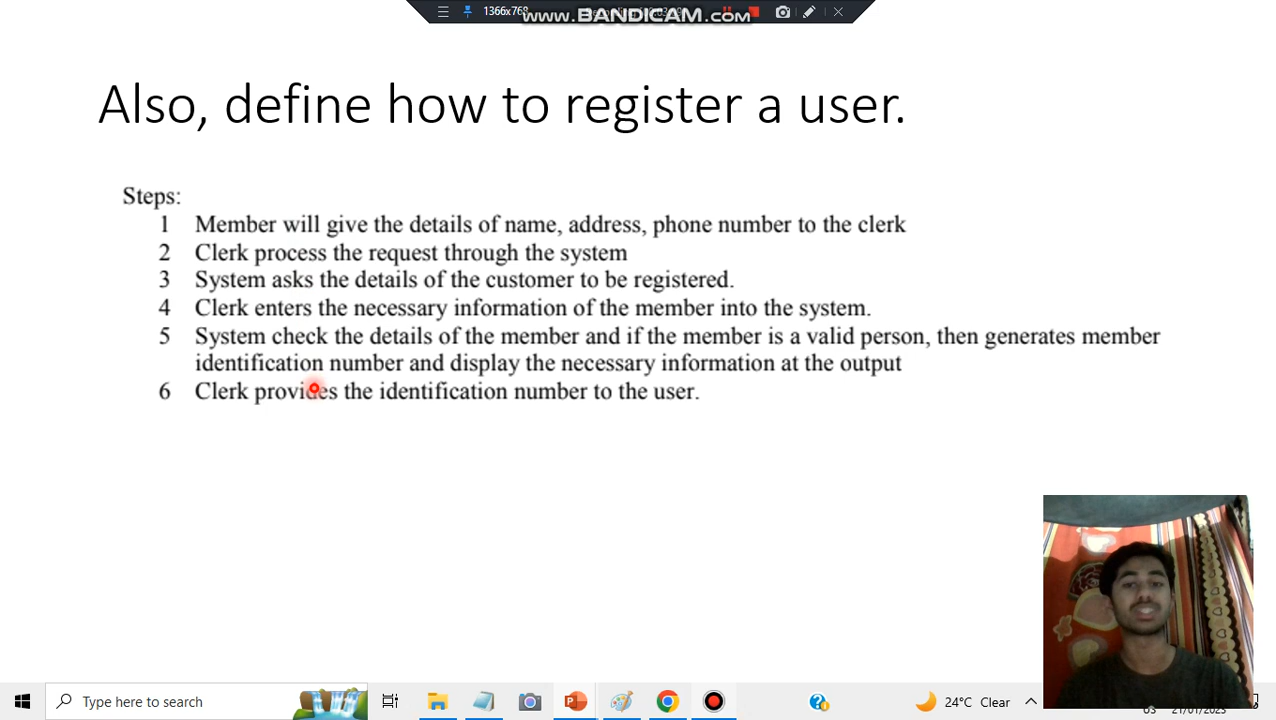 1366x768
www.BANDICAM.com
Also, define how to register a user.
Steps:
1 Member will give the details of name, address, phone number to the clerk
2 Clerk process the request through the system
3 System asks the details of the customer to be registered.
4 Clerk enters the necessary information of the member into the system.
5 System check the details of the member and if the member is a valid person, then generates member
identification number and display the necessary information at the output
6 Clerk provides the identification number to the user.
Type here to search
24°C Clear
21/01/2023